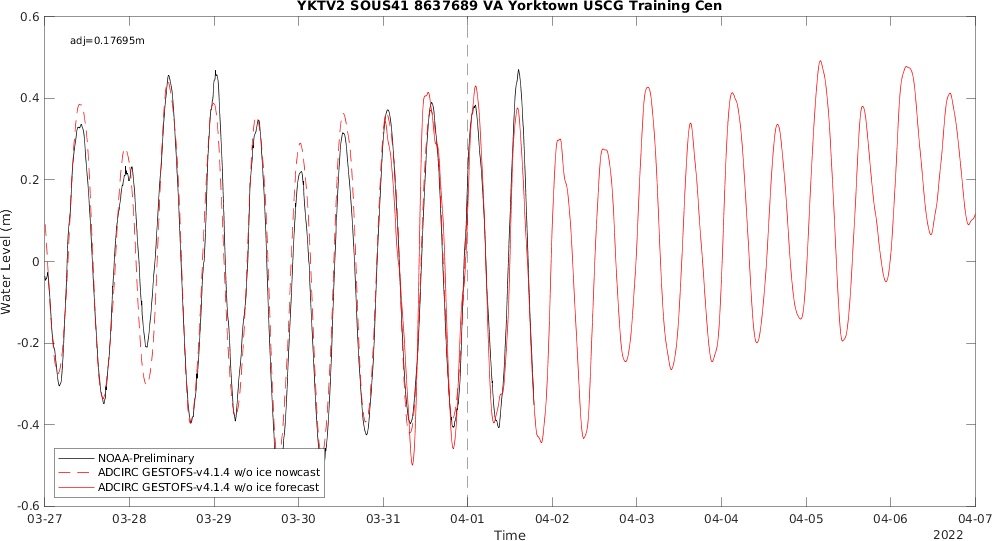 YKTV2 SOUS41 8637689 VA Yorktown USCG Training Cen
adj=0.17695m
0.6
0.4
0.2
0
-0.2
-0.4
-0.6
Water Level (m)
NOAA-Preliminary
ADCIRC GESTOFS-v4.1.4 w/o ice nowcast
ADCIRC GESTOFS-v4.1.4 w/o ice forecast
03-27 03-28 03-29 03-30 03-31 04-01 04-02 04-03 04-04 04-05 04-06 04-07
Time
2022